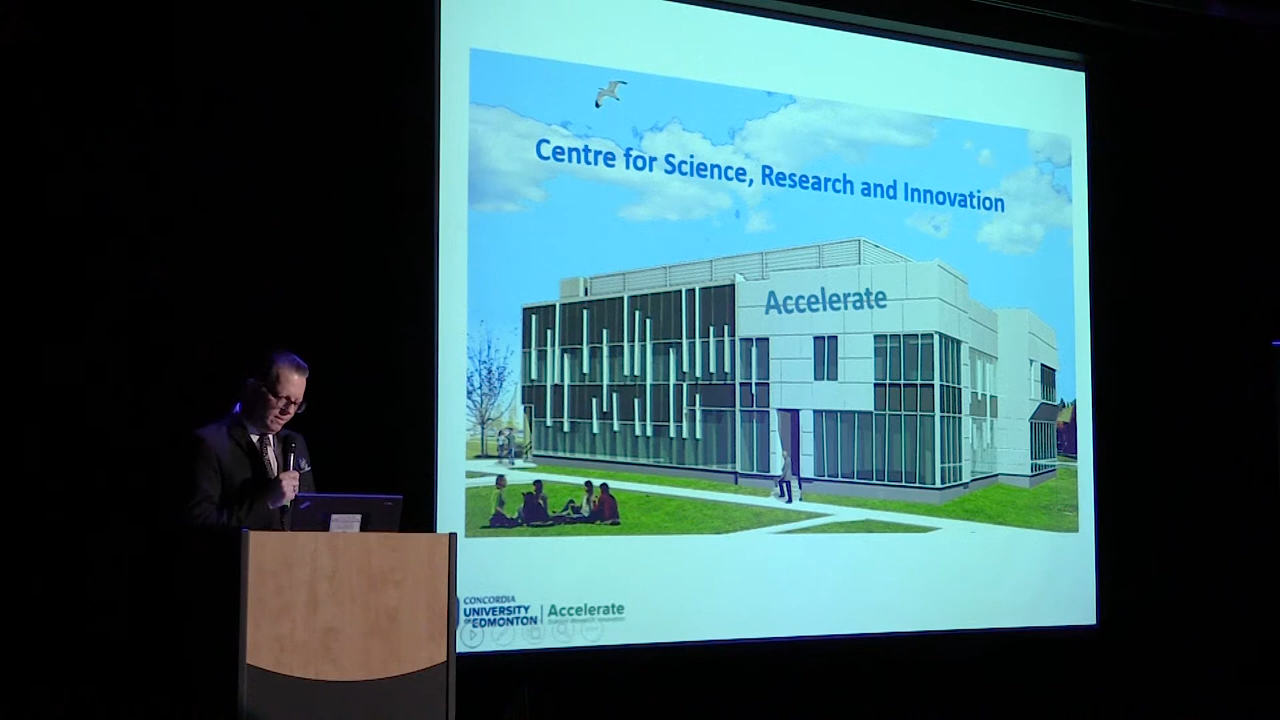 Centre for Science, Research and Innovation
Accelerate
CONCORDIA
UNIVERSITY
OF EDMONTON
Accelerate